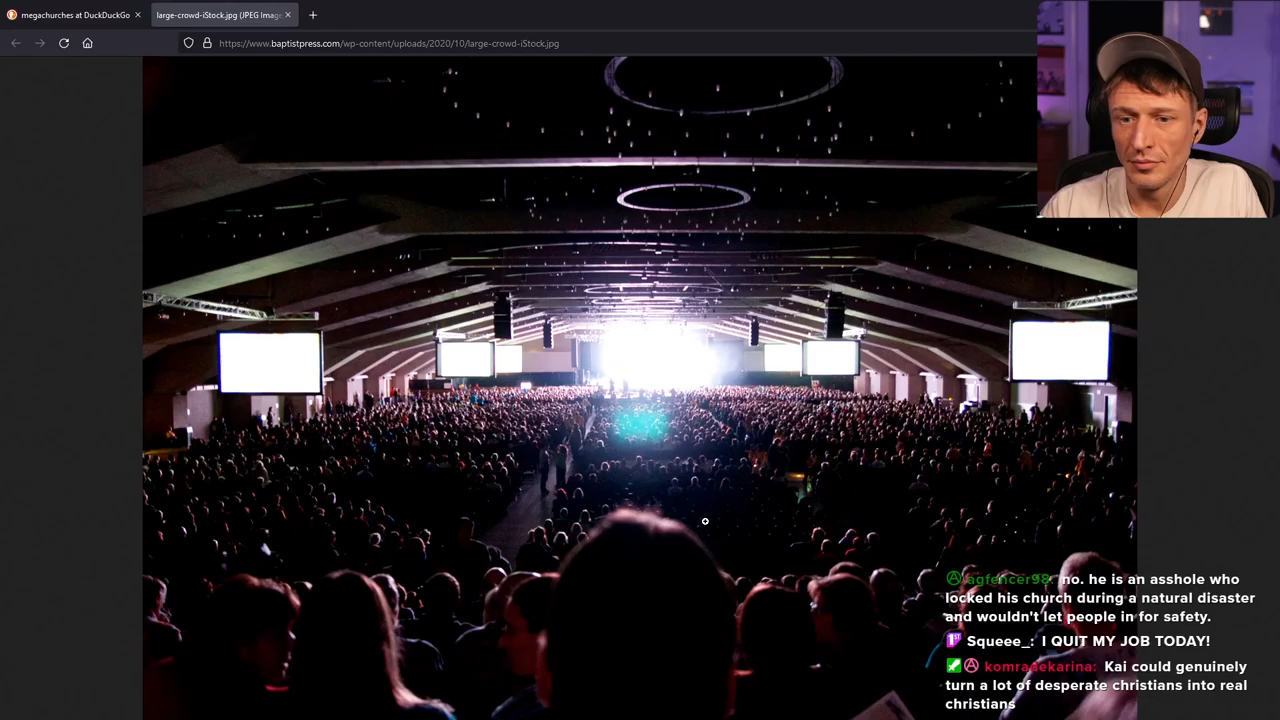 megachurches at DuckDuckGo
large-crowd-iStock.jpg (JPEG Imag
https://www.baptistpress.com/wp-content/uploads/2020/10/large-crowd-iStock.jpg
agfencer98: no. he is an asshole who
locked his church during a natural disaster
and wouldn't let people in for safety.
1ST Squeee_: I QUIT MY JOB TODAY!
komradekarina: Kai could genuinely
turn a lot of desperate christians into real
christians